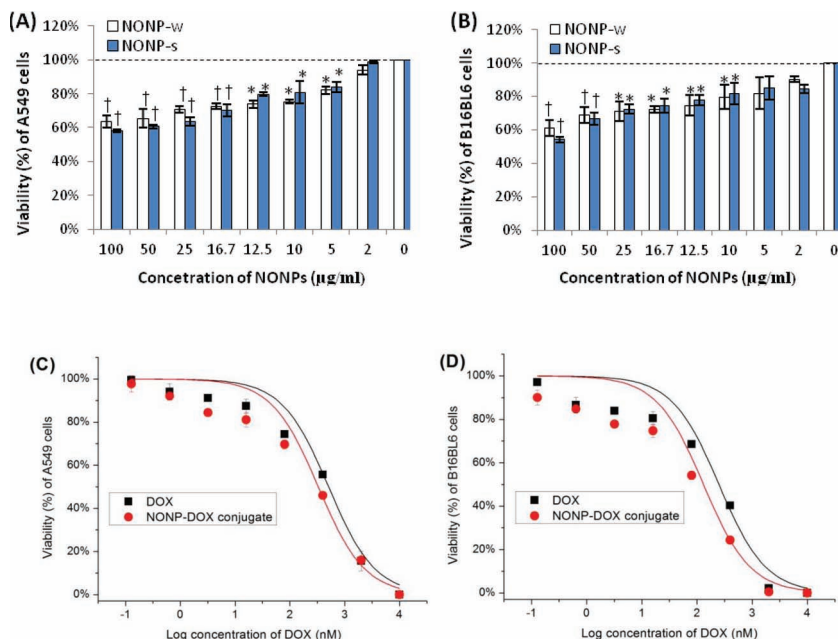 (A)
NONP-w
NONP-s
120%
100%
80%
60%
40%
20%
0%
Viability (%) of A549 cells
† † † † † † † † * * * * * *
100 50 25 16.7 12.5 10 5 2 0
Concetration of NONPs (µg/ml)
(B)
NONP-w
NONP-s
120%
100%
80%
60%
40%
20%
0%
Viability (%) of B16BL6 cells
† † † † * * * * * * * *
100 50 25 16.7 12.5 10 5 2 0
Concetration of NONPs (µg/ml)
(C)
100%
80%
60%
40%
20%
0%
Viability (%) of A549 cells
DOX
NONP-DOX conjugate
-1 0 1 2 3 4
Log concentration of DOX (nM)
(D)
100%
80%
60%
40%
20%
0%
Viability (%) of B16BL6 cells
DOX
NONP-DOX conjugate
-1 0 1 2 3 4
Log concentration of DOX (nM)